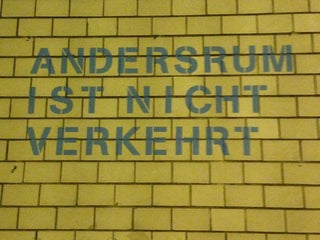 ANDERSRUM
IST NICHT
VERKEHRT